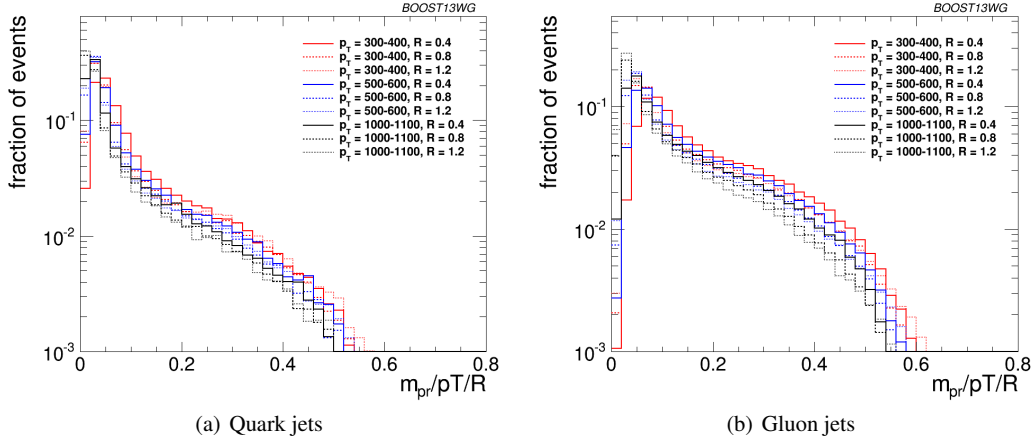 BOOST13WG
fraction of events
p_T = 300-400, R = 0.4
p_T = 300-400, R = 0.8
p_T = 300-400, R = 1.2
p_T = 500-600, R = 0.4
p_T = 500-600, R = 0.8
p_T = 500-600, R = 1.2
p_T = 1000-1100, R = 0.4
p_T = 1000-1100, R = 0.8
p_T = 1000-1100, R = 1.2
10^-1
10^-2
10^-3
0 0.2 0.4 0.6 0.8
m_pr/pT/R
(a) Quark jets
BOOST13WG
fraction of events
p_T = 300-400, R = 0.4
p_T = 300-400, R = 0.8
p_T = 300-400, R = 1.2
p_T = 500-600, R = 0.4
p_T = 500-600, R = 0.8
p_T = 500-600, R = 1.2
p_T = 1000-1100, R = 0.4
p_T = 1000-1100, R = 0.8
p_T = 1000-1100, R = 1.2
10^-1
10^-2
10^-3
0 0.2 0.4 0.6 0.8
m_pr/pT/R
(b) Gluon jets